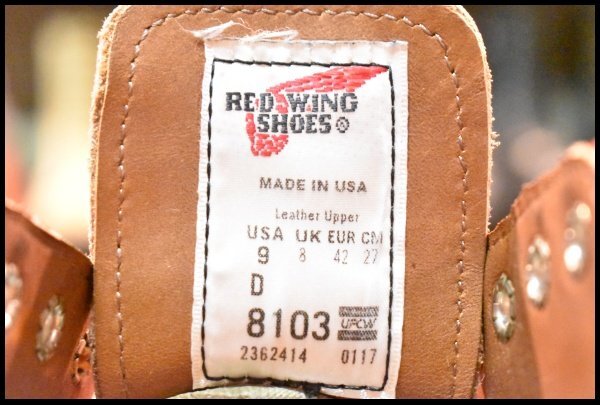 RED WING
SHOES®
MADE IN USA
Leather Upper
USA UK EUR CM
9 8 42 27
D
8103 UFCW
2362414 0117